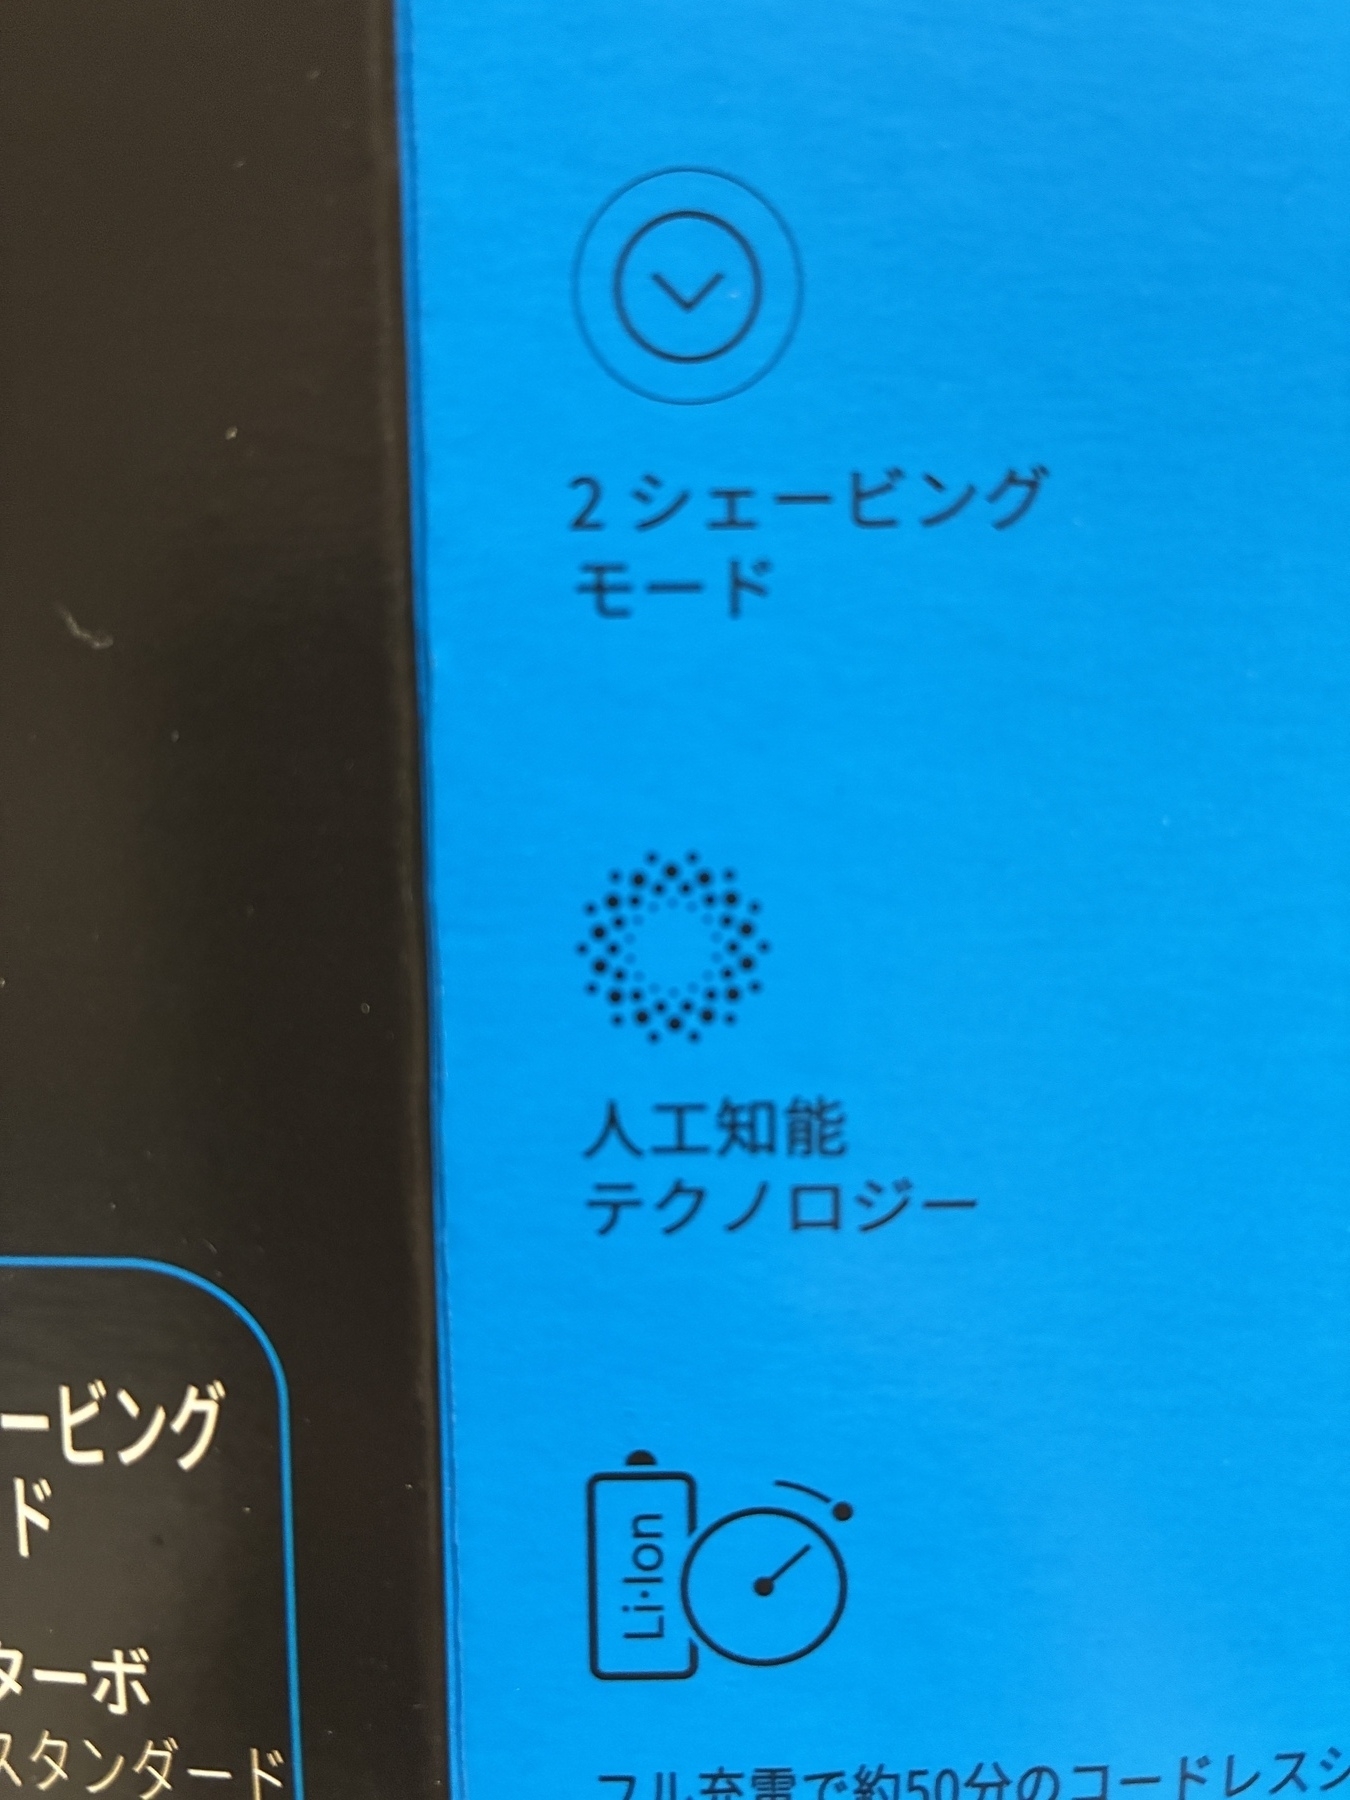 2 シェービング
モード
人工知能
テクノロジー
Li·Ion
フル充電で約50分のコードレスシ
ービング
ド
ターボ
スタンダード